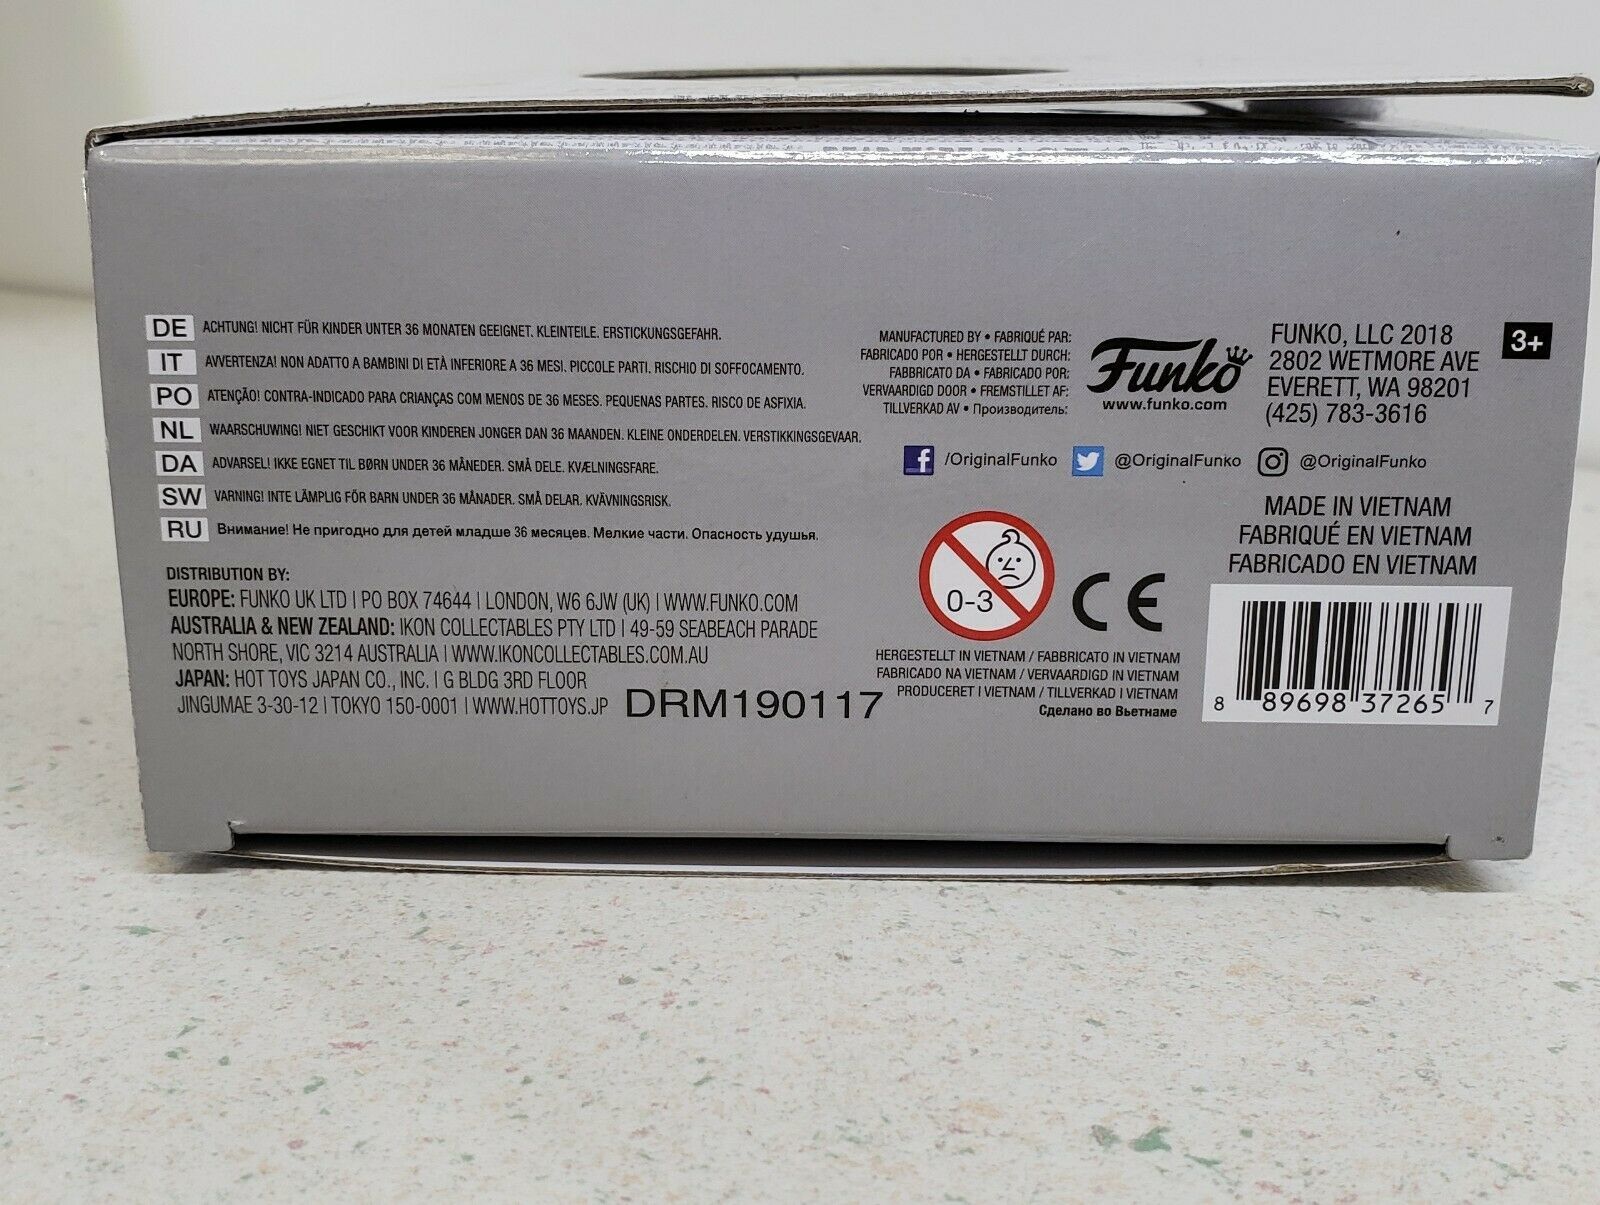 DE ACHTUNG! NICHT FÜR KINDER UNTER 36 MONATEN GEEIGNET. KLEINTEILE. ERSTICKUNGSGEFAHR.
IT AVVERTENZA! NON ADATTO A BAMBINI DI ETÀ INFERIORE A 36 MESI. PICCOLE PARTI. RISCHIO DI SOFFOCAMENTO.
PO ATENÇÃO! CONTRA-INDICADO PARA CRIANÇAS COM MENOS DE 36 MESES. PEQUENAS PARTES. RISCO DE ASFIXIA.
NL WAARSCHUWING! NIET GESCHIKT VOOR KINDEREN JONGER DAN 36 MAANDEN. KLEINE ONDERDELEN. VERSTIKKINGSGEVAAR.
DA ADVARSEL! IKKE EGNET TIL BØRN UNDER 36 MÅNEDER. SMÅ DELE. KVÆLNINGSFARE.
SW VARNING! INTE LÄMPLIG FÖR BARN UNDER 36 MÅNADER. SMÅ DELAR. KVÄVNINGSRISK.
RU Внимание! Не пригодно для детей младше 36 месяцев. Мелкие части. Опасность удушья.
DISTRIBUTION BY:
EUROPE: FUNKO UK LTD | PO BOX 74644 | LONDON, W6 6JW (UK) | WWW.FUNKO.COM
AUSTRALIA & NEW ZEALAND: IKON COLLECTABLES PTY LTD | 49-59 SEABEACH PARADE
NORTH SHORE, VIC 3214 AUSTRALIA | WWW.IKONCOLLECTABLES.COM.AU
JAPAN: HOT TOYS JAPAN CO., INC. | G BLDG 3RD FLOOR
JINGUMAE 3-30-12 | TOKYO 150-0001 | WWW.HOTTOYS.JP
DRM190117
MANUFACTURED BY • FABRIQUÉ PAR:
FABRICADO POR • HERGESTELLT DURCH:
FABBRICATO DA • FABRICADO POR:
VERVAARDIGD DOOR • FREMSTILLET AF:
TILLVERKAD AV • Производитель:
Funko
www.funko.com
FUNKO, LLC 2018
2802 WETMORE AVE
EVERETT, WA 98201
(425) 783-3616
3+
/OriginalFunko @OriginalFunko @OriginalFunko
0-3
CE
HERGESTELLT IN VIETNAM / FABBRICATO IN VIETNAM
FABRICADO NA VIETNAM / VERVAARDIGD IN VIETNAM
PRODUCERET I VIETNAM / TILLVERKAD I VIETNAM
Сделано во Вьетнаме
MADE IN VIETNAM
FABRIQUÉ EN VIETNAM
FABRICADO EN VIETNAM
8 89698 37265 7